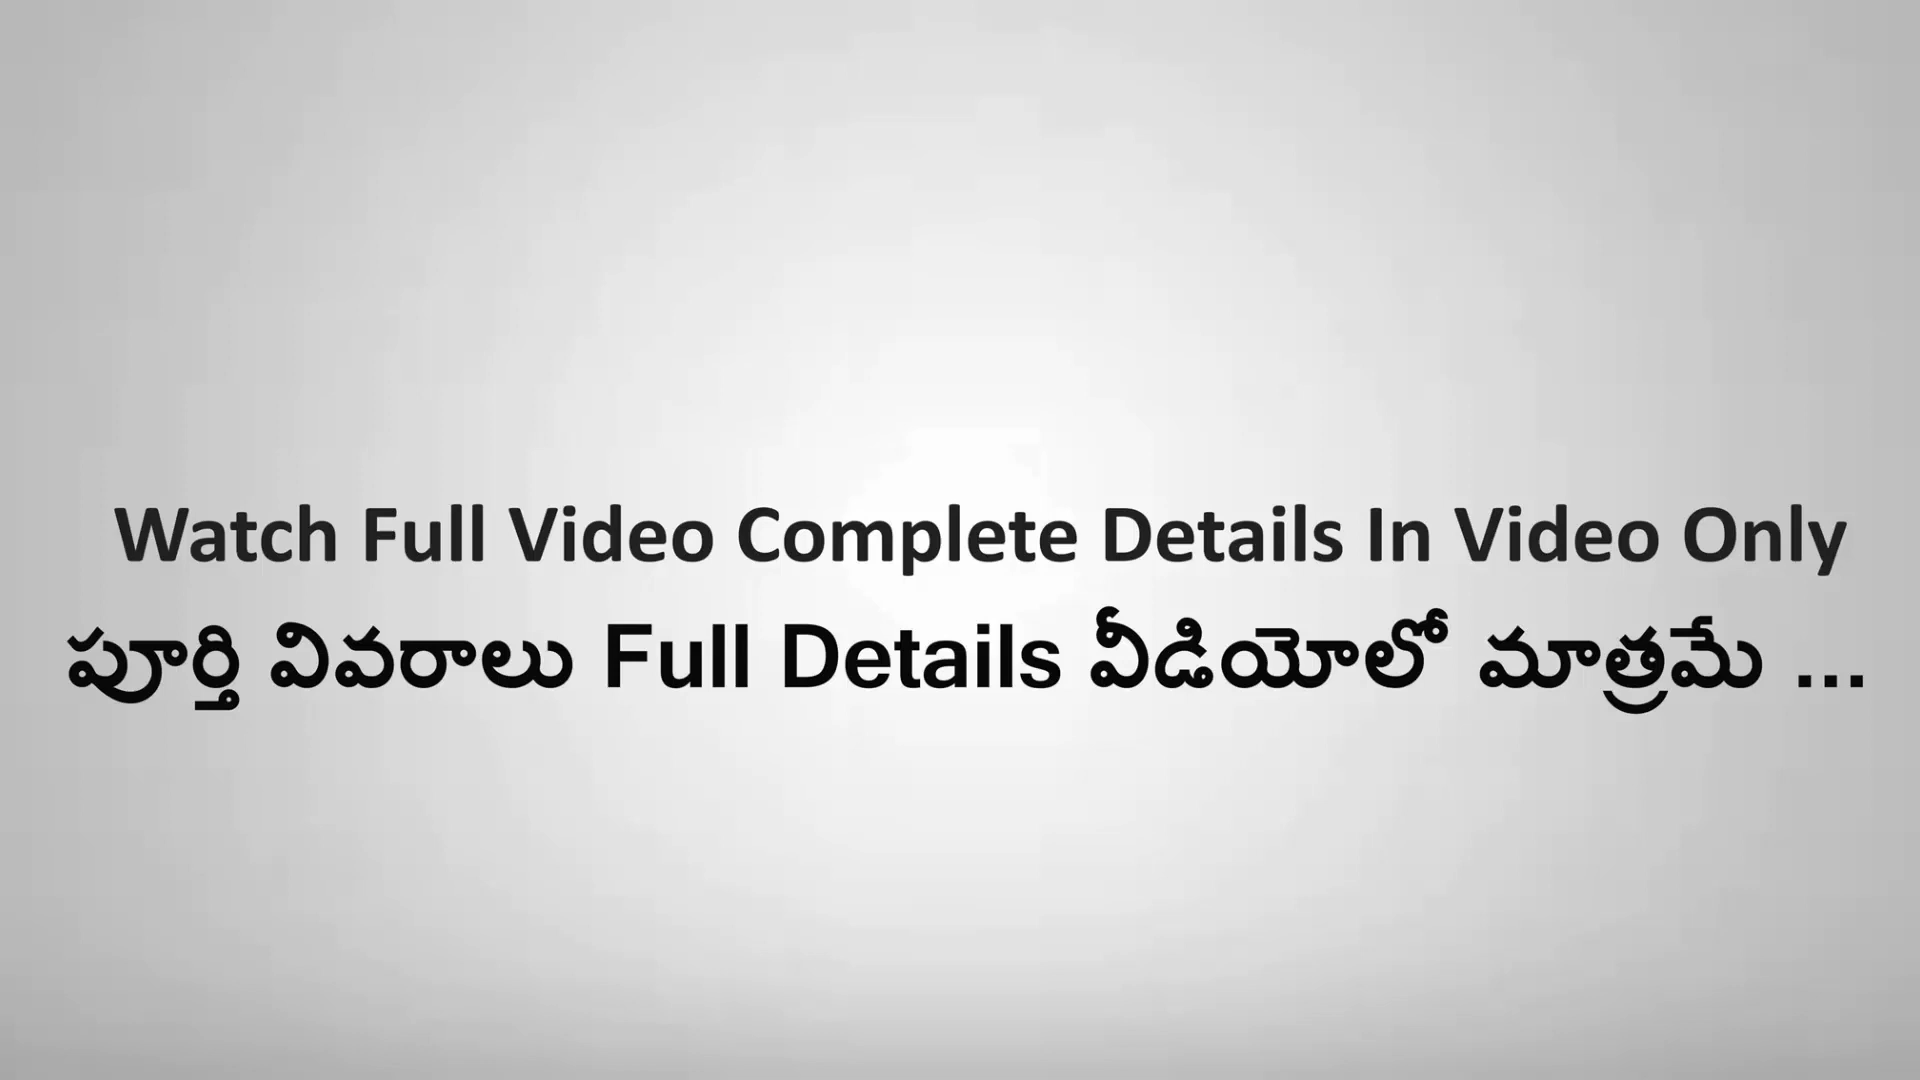 Watch Full Video Complete Details In Video Only
పూర్తి వివరాలు Full Details వీడియోలో మాత్రమే ...